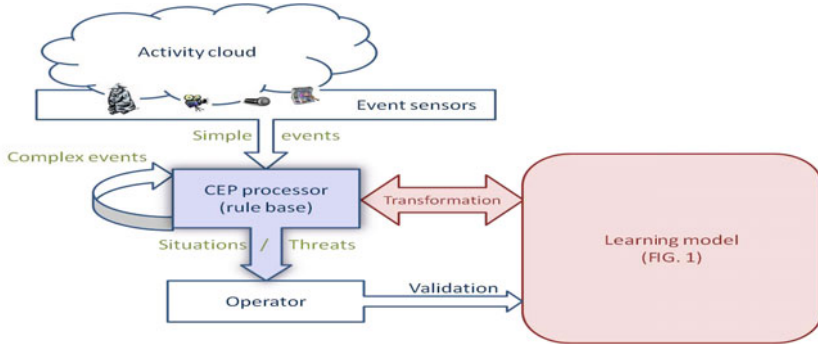 Activity cloud
Event sensors
Simple events
Complex events
CEP processor
(rule base)
Transformation
Learning model
(FIG. 1)
Situations / Threats
Operator
Validation